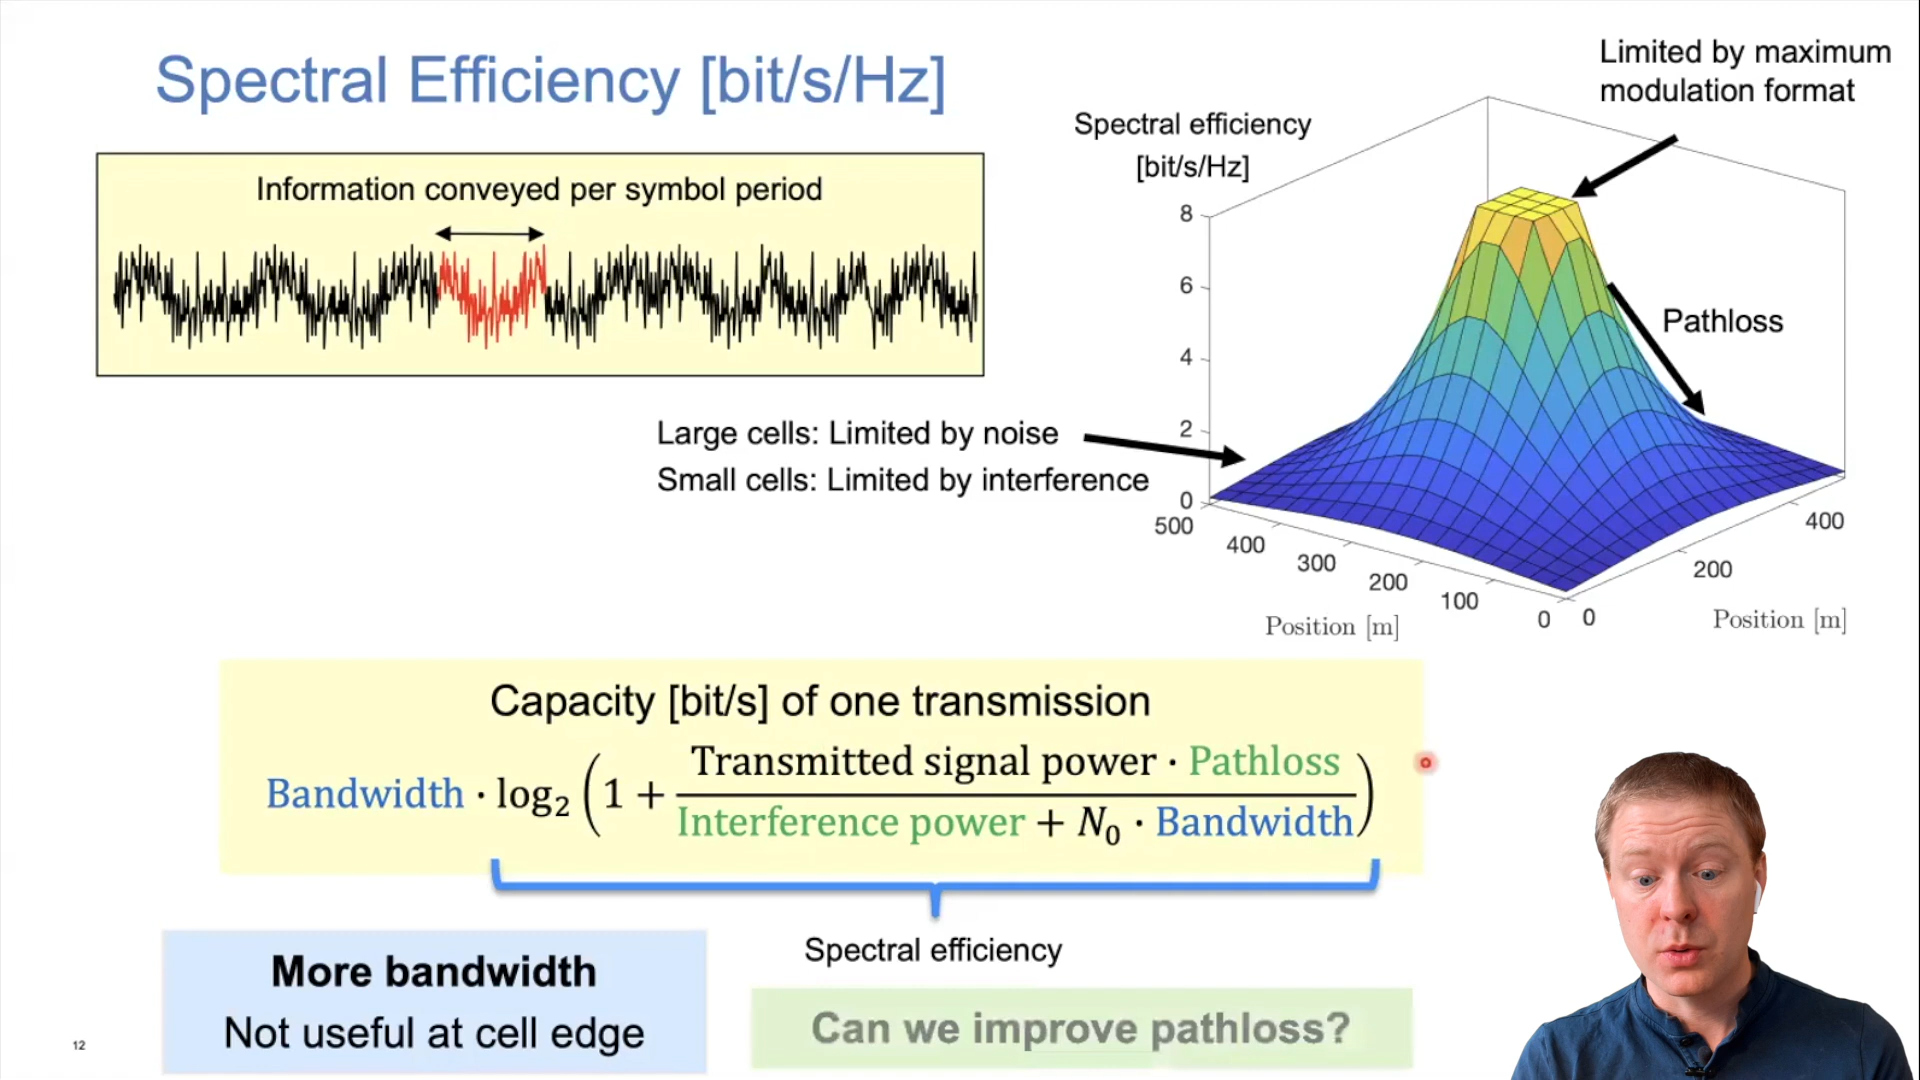 Spectral Efficiency [bit/s/Hz]
Information conveyed per symbol period
Limited by maximum
modulation format
Spectral efficiency
[bit/s/Hz]
8
6
4
2
0
Pathloss
Large cells: Limited by noise
Small cells: Limited by interference
500
400
300
200
100
0
0
200
400
Position [m]
Position [m]
Capacity [bit/s] of one transmission
Bandwidth · log₂ (1 + Transmitted signal power · Pathloss / Interference power + N₀ · Bandwidth)
Spectral efficiency
More bandwidth
Not useful at cell edge
Can we improve pathloss?
12